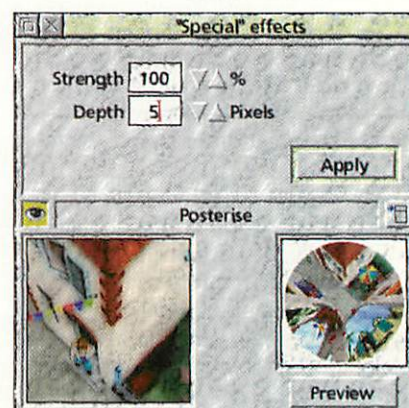 "Special" effects
Strength 100 %
Depth 5 Pixels
Apply
Posterise
Preview